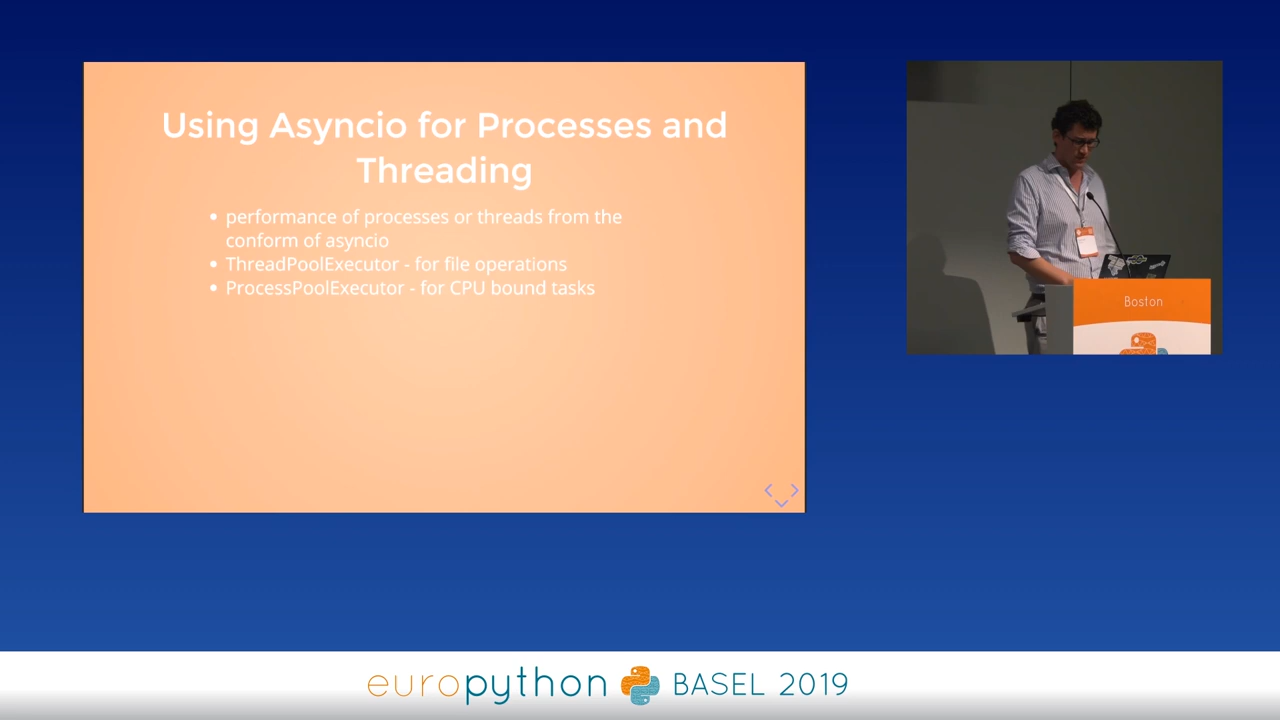 Using Asyncio for Processes and
Threading
performance of processes or threads from the
conform of asyncio
ThreadPoolExecutor - for file operations
ProcessPoolExecutor - for CPU bound tasks
Boston
europython BASEL 2019